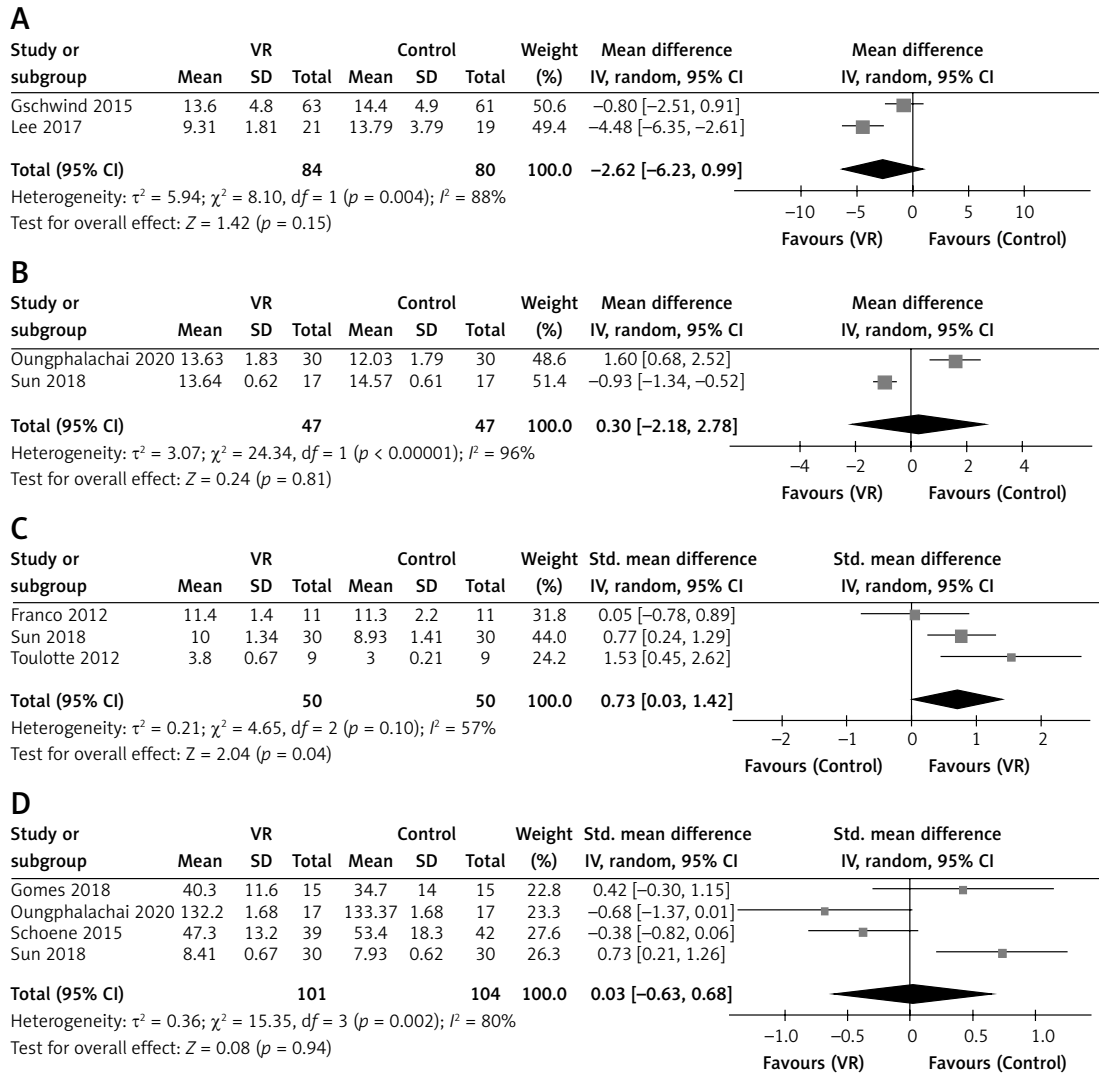 A
Study or VR Control Weight Mean difference Mean difference
subgroup Mean SD Total Mean SD Total (%) IV, random, 95% CI IV, random, 95% CI
Gschwind 2015 13.6 4.8 63 14.4 4.9 61 50.6 −0.80 [−2.51, 0.91]
Lee 2017 9.31 1.81 21 13.79 3.79 19 49.4 −4.48 [−6.35, −2.61]
Total (95% CI) 84 80 100.0 −2.62 [−6.23, 0.99]
Heterogeneity: τ² = 5.94; χ² = 8.10, df = 1 (p = 0.004); I² = 88%
Test for overall effect: Z = 1.42 (p = 0.15)
−10 −5 0 5 10
Favours (VR) Favours (Control)
B
Study or VR Control Weight Mean difference Mean difference
subgroup Mean SD Total Mean SD Total (%) IV, random, 95% CI IV, random, 95% CI
Oungphalachai 2020 13.63 1.83 30 12.03 1.79 30 48.6 1.60 [0.68, 2.52]
Sun 2018 13.64 0.62 17 14.57 0.61 17 51.4 −0.93 [−1.34, −0.52]
Total (95% CI) 47 47 100.0 0.30 [−2.18, 2.78]
Heterogeneity: τ² = 3.07; χ² = 24.34, df = 1 (p < 0.00001); I² = 96%
Test for overall effect: Z = 0.24 (p = 0.81)
−4 −2 0 2 4
Favours (VR) Favours (Control)
C
Study or VR Control Weight Std. mean difference Std. mean difference
subgroup Mean SD Total Mean SD Total (%) IV, random, 95% CI IV, random, 95% CI
Franco 2012 11.4 1.4 11 11.3 2.2 11 31.8 0.05 [−0.78, 0.89]
Sun 2018 10 1.34 30 8.93 1.41 30 44.0 0.77 [0.24, 1.29]
Toulotte 2012 3.8 0.67 9 3 0.21 9 24.2 1.53 [0.45, 2.62]
Total (95% CI) 50 50 100.0 0.73 [0.03, 1.42]
Heterogeneity: τ² = 0.21; χ² = 4.65, df = 2 (p = 0.10); I² = 57%
Test for overall effect: Z = 2.04 (p = 0.04)
−2 −1 0 1 2
Favours (Control) Favours (VR)
D
Study or VR Control Weight Std. mean difference Std. mean difference
subgroup Mean SD Total Mean SD Total (%) IV, random, 95% CI IV, random, 95% CI
Gomes 2018 40.3 11.6 15 34.7 14 15 22.8 0.42 [−0.30, 1.15]
Oungphalachai 2020 132.2 1.68 17 133.37 1.68 17 23.3 −0.68 [−1.37, 0.01]
Schoene 2015 47.3 13.2 39 53.4 18.3 42 27.6 −0.38 [−0.82, 0.06]
Sun 2018 8.41 0.67 30 7.93 0.62 30 26.3 0.73 [0.21, 1.26]
Total (95% CI) 101 104 100.0 0.03 [−0.63, 0.68]
Heterogeneity: τ² = 0.36; χ² = 15.35, df = 3 (p = 0.002); I² = 80%
Test for overall effect: Z = 0.08 (p = 0.94)
−1.0 −0.5 0 0.5 1.0
Favours (VR) Favours (Control)